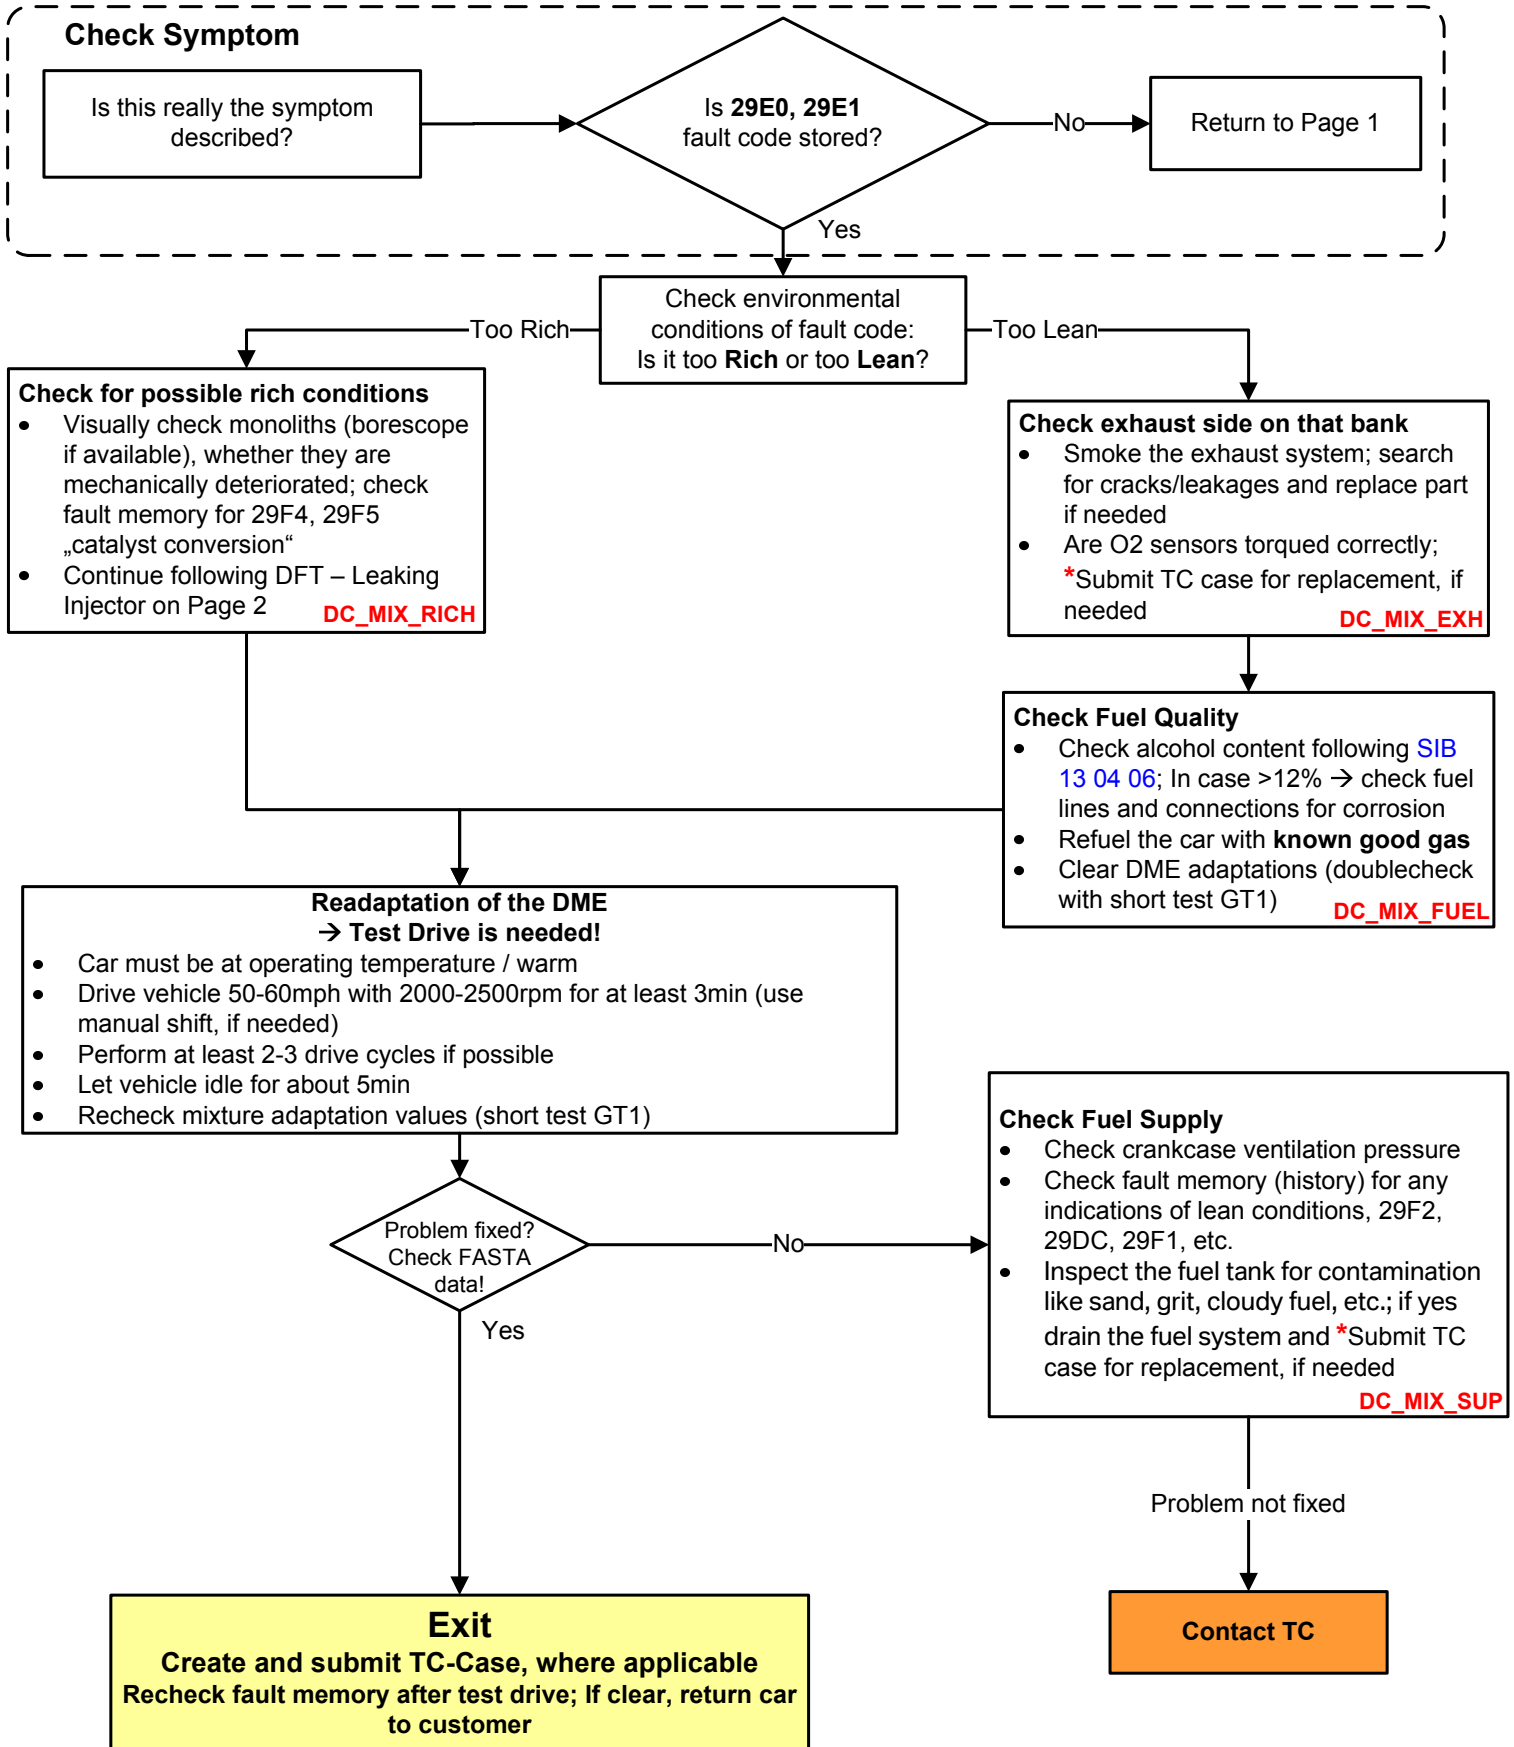 Check Symptom
Is this really the symptom
described?
Is 29E0, 29E1
fault code stored?
No
Return to Page 1
Yes
Check environmental
conditions of fault code:
Is it too Rich or too Lean?
Too Rich
Too Lean
Check for possible rich conditions
• Visually check monoliths (borescope
if available), whether they are
mechanically deteriorated; check
fault memory for 29F4, 29F5
„catalyst conversion“
• Continue following DFT – Leaking
Injector on Page 2
DC_MIX_RICH
Check exhaust side on that bank
• Smoke the exhaust system; search
for cracks/leakages and replace part
if needed
• Are O2 sensors torqued correctly;
*Submit TC case for replacement, if
needed
DC_MIX_EXH
Check Fuel Quality
• Check alcohol content following SIB
13 04 06; In case >12% → check fuel
lines and connections for corrosion
• Refuel the car with known good gas
• Clear DME adaptations (doublecheck
with short test GT1)
DC_MIX_FUEL
Readaptation of the DME
→ Test Drive is needed!
• Car must be at operating temperature / warm
• Drive vehicle 50-60mph with 2000-2500rpm for at least 3min (use
manual shift, if needed)
• Perform at least 2-3 drive cycles if possible
• Let vehicle idle for about 5min
• Recheck mixture adaptation values (short test GT1)
Problem fixed?
Check FASTA
data!
No
Yes
Check Fuel Supply
• Check crankcase ventilation pressure
• Check fault memory (history) for any
indications of lean conditions, 29F2,
29DC, 29F1, etc.
• Inspect the fuel tank for contamination
like sand, grit, cloudy fuel, etc.; if yes
drain the fuel system and *Submit TC
case for replacement, if needed
DC_MIX_SUP
Problem not fixed
Contact TC
Exit
Create and submit TC-Case, where applicable
Recheck fault memory after test drive; If clear, return car
to customer